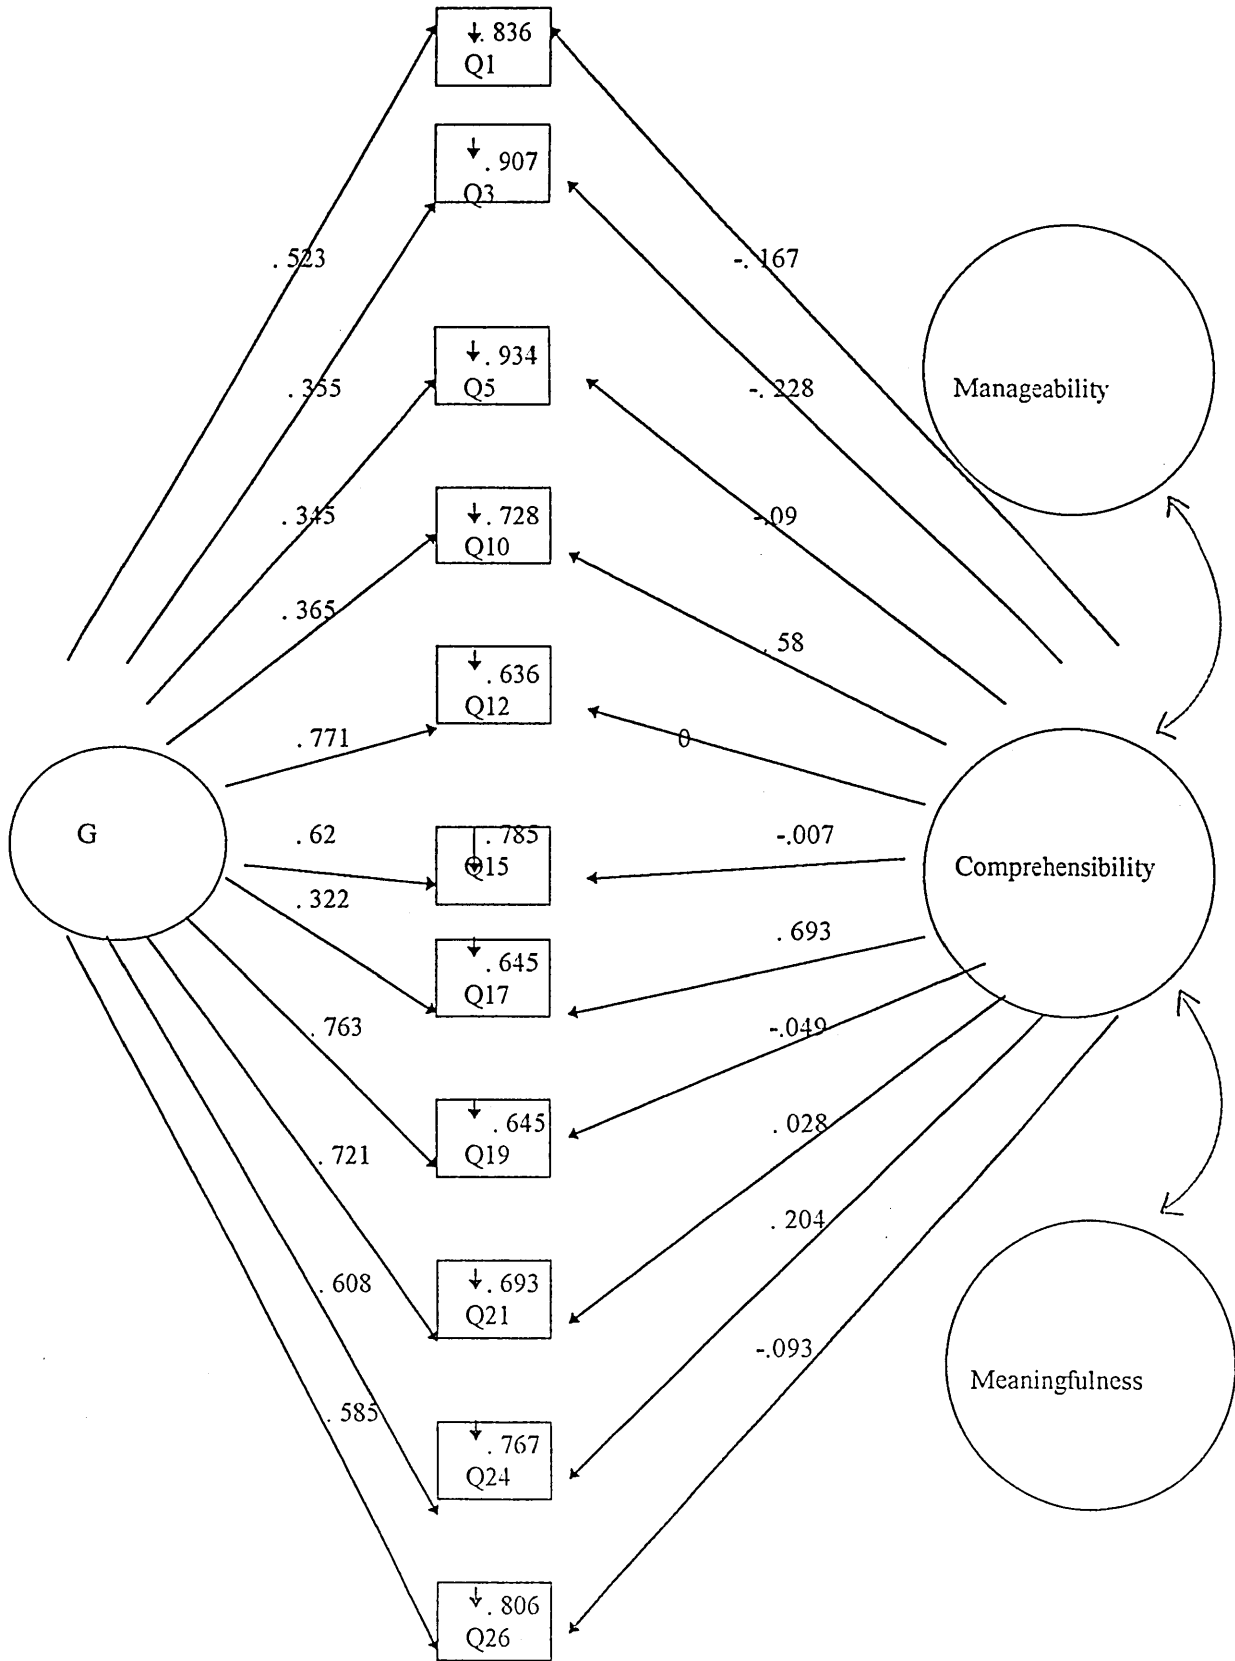 . 836
Q1
. 907
Q3
. 523
-. 167
. 934
Q5
. 355
-. 228
Manageability
. 345
. 728
Q10
-.09
. 365
. 58
. 636
Q12
. 771
0
G
. 62
. 785
Q15
-.007
Comprehensibility
. 322
. 645
Q17
. 693
. 763
-.049
. 645
Q19
. 721
. 028
. 204
. 608
. 693
Q21
-.093
Meaningfulness
. 585
. 767
Q24
. 806
Q26